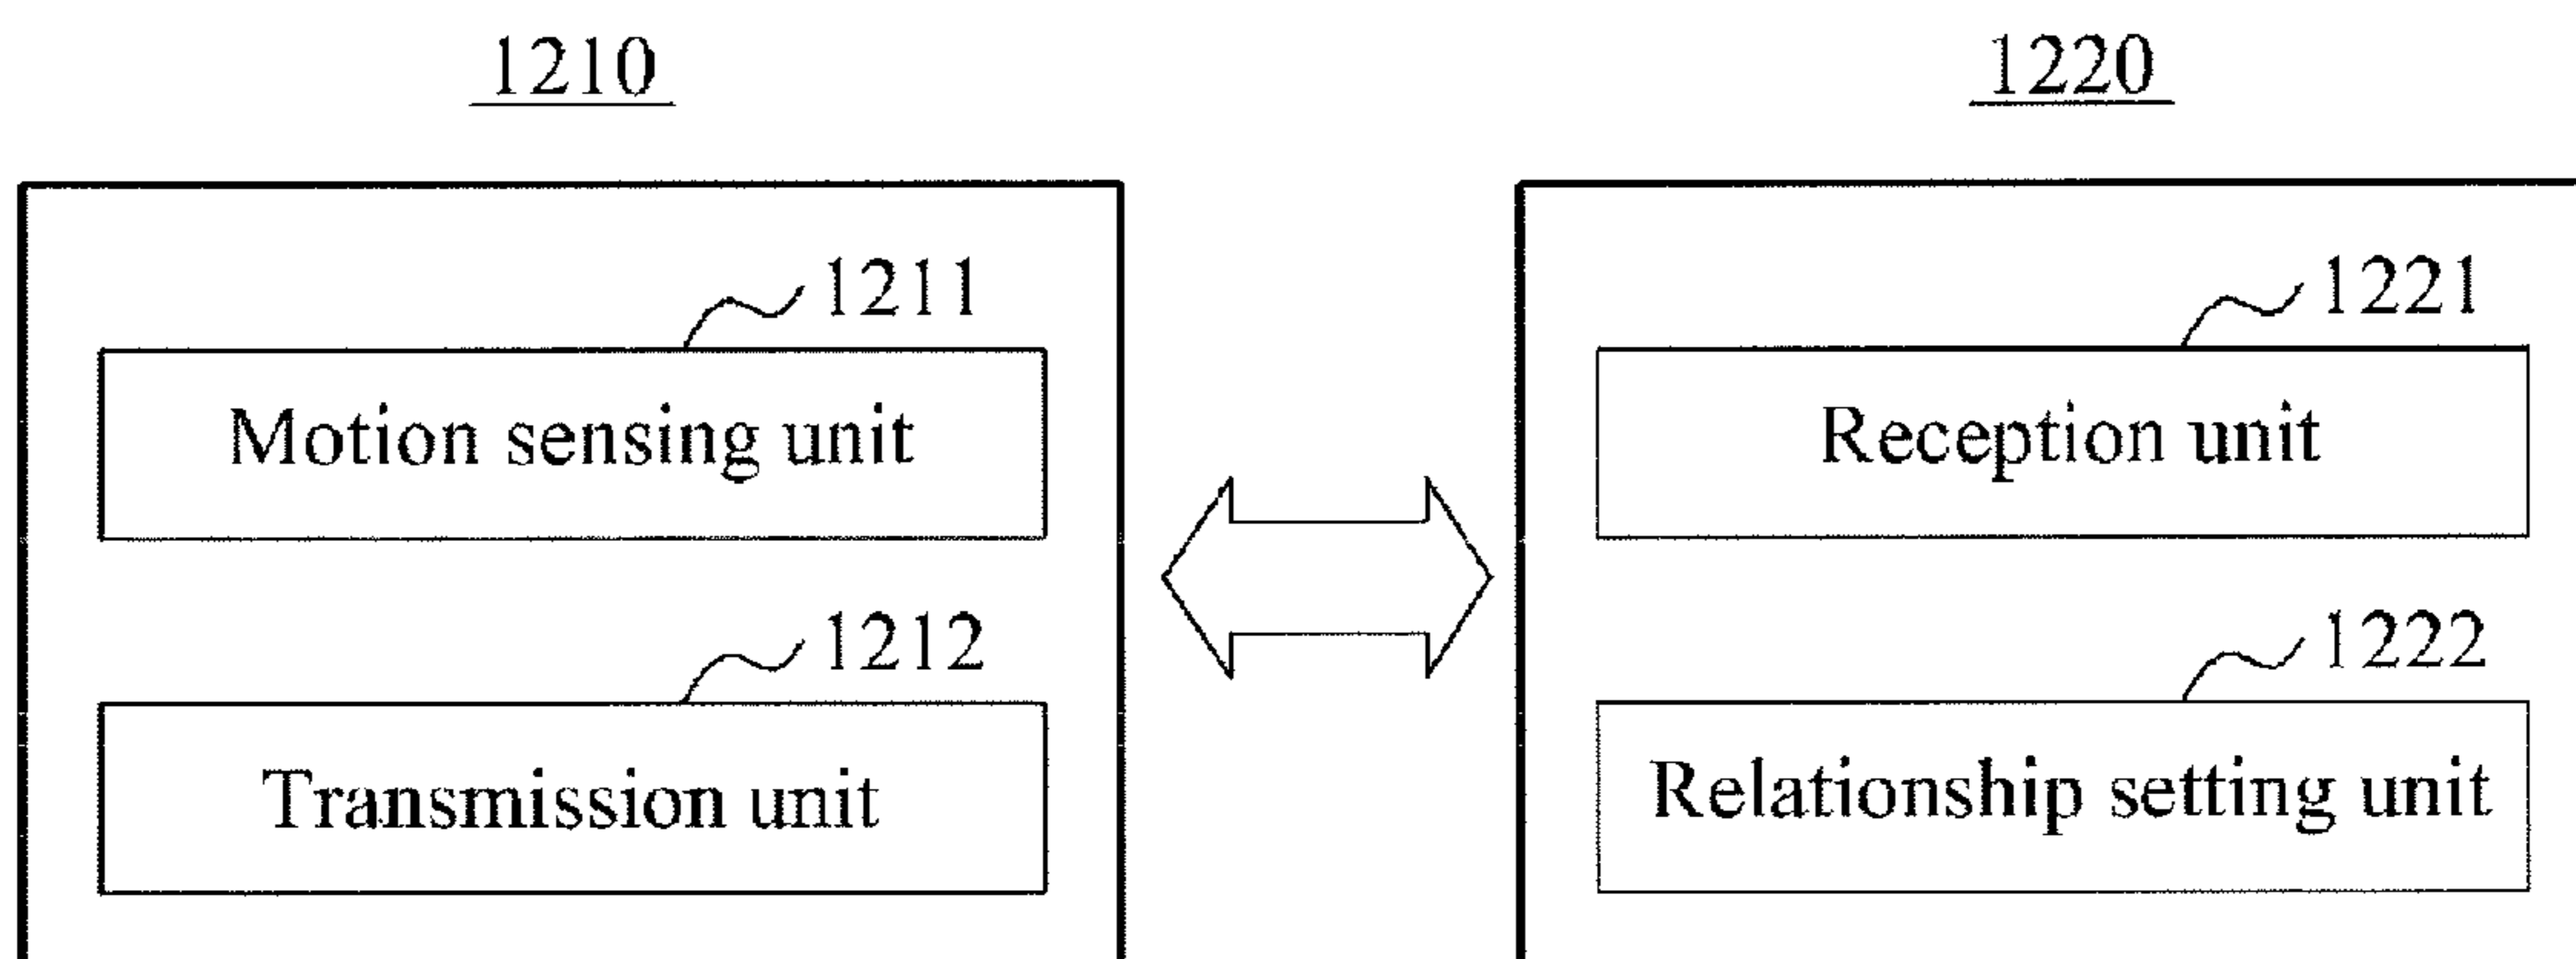 1210
1220
1211
Motion sensing unit
1212
Transmission unit
1221
Reception unit
1222
Relationship setting unit